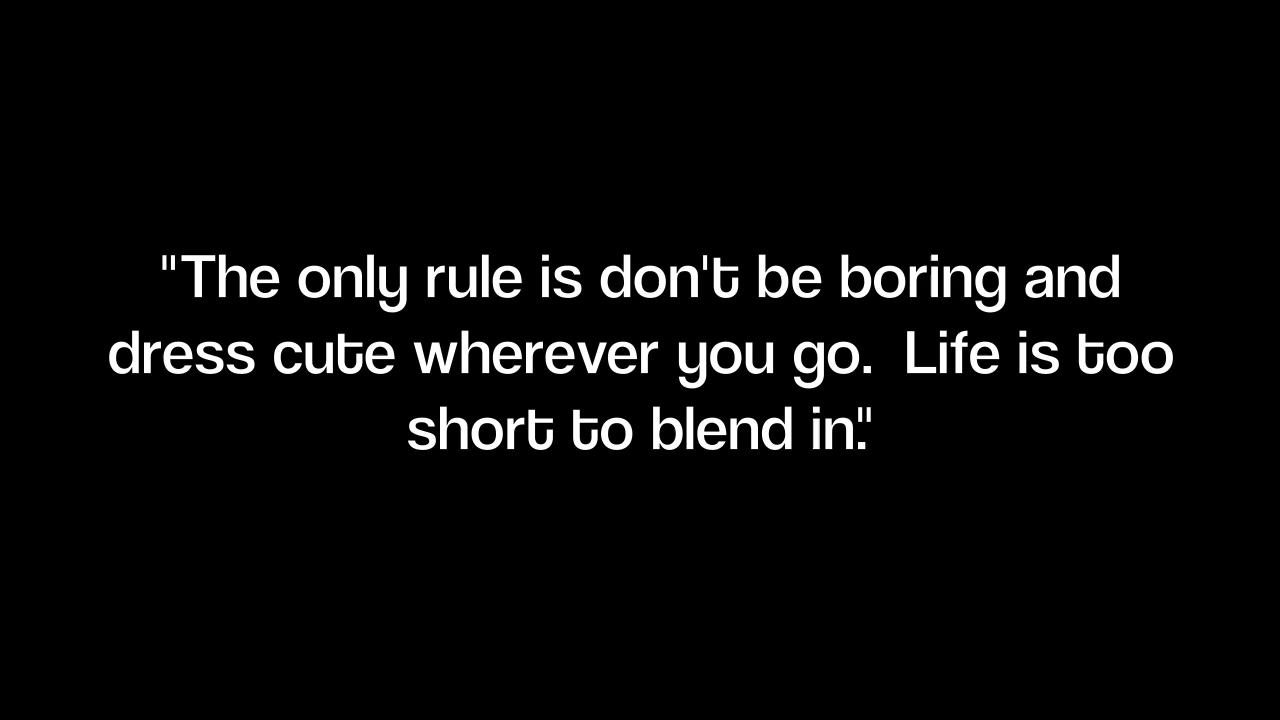 "The only rule is don't be boring and
dress cute wherever you go.  Life is too
short to blend in."